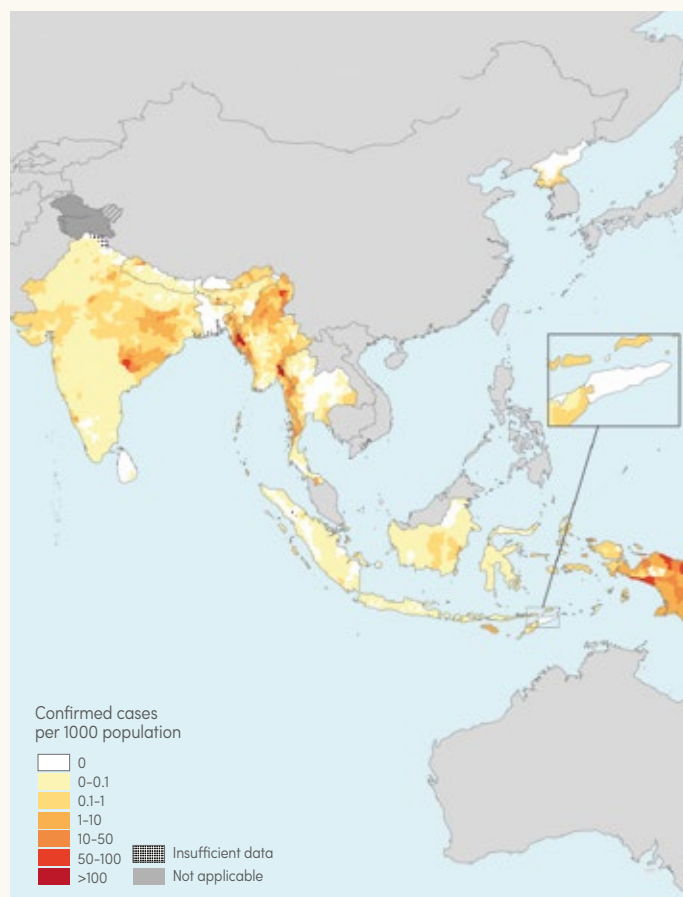 Confirmed cases
per 1000 population
0
0–0.1
0.1–1
1–10
10–50
50–100
>100
Insufficient data
Not applicable